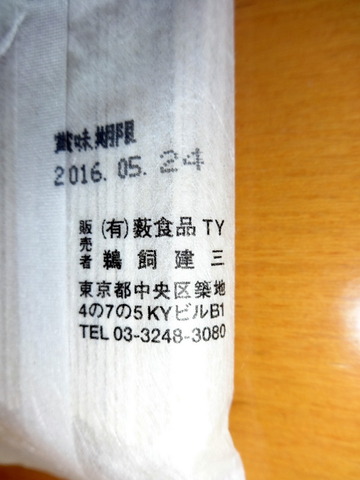 賞味期限
2016.05.24
販売者 (有)薮食品 TY
鵜飼建三
東京都中央区築地
4の7の5 KYビルB1
TEL 03-3248-3080